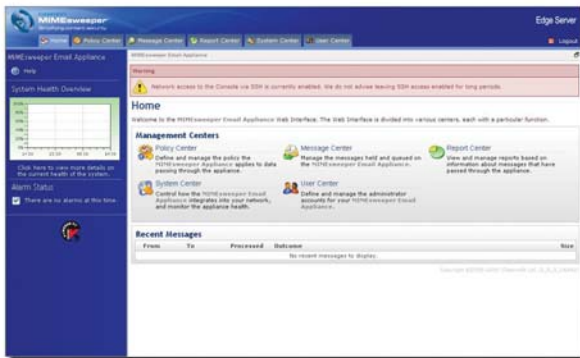 MIMEsweeper
Edge Server
Home
Policy Center
Message Center
Report Center
System Center
User Center
Logout
MIMEsweeper Email Appliance
Help
System Health Overview
Click here to view more details on
the current health of the system.
Alarm Status
There are no alarms at this time
MIMEsweeper Email Appliance
Warning
Network access to the Console via SSH is currently enabled. We do not advise leaving SSH access enabled for long periods.
Home
Welcome to the MIMEsweeper Email Appliance Web Interface. The Web Interface is divided into various centers, each with a particular function.
Management Centers
Policy Center
Define and manage the policy the
MIMEsweeper Appliance applies to data
passing through the appliance.
Message Center
Manage the messages held and queued on
the MIMEsweeper Email Appliance.
Report Center
View and manage reports based on
information about messages that have
passed through the appliance.
System Center
Control how the MIMEsweeper Email
Appliance integrates into your network,
and monitor the appliance health.
User Center
Define and manage the administrator
accounts for your MIMEsweeper Email
Appliance.
Recent Messages
From To Processed Outcome Size
No recent messages to display.